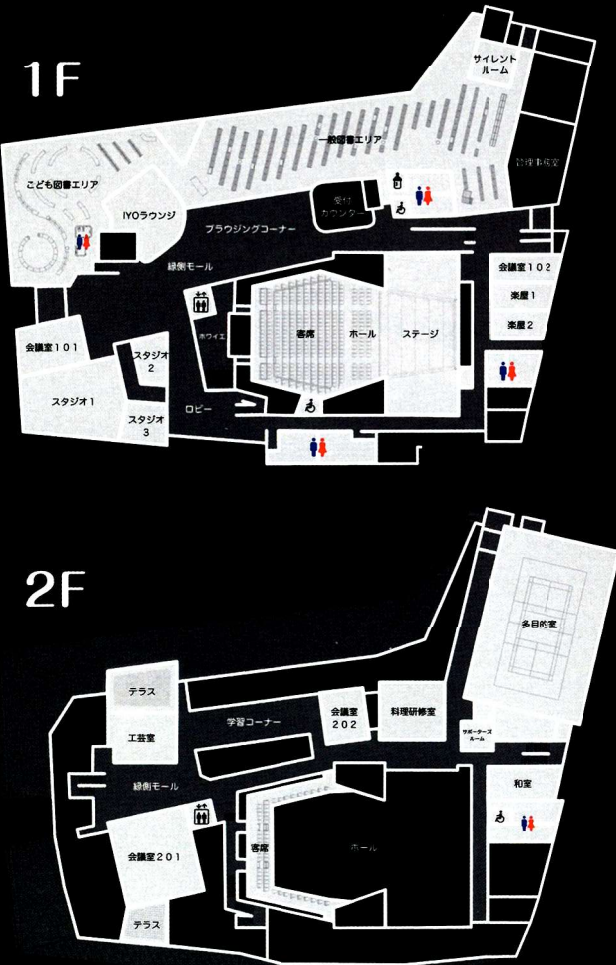 1F
サイレント
ルーム
一般図書エリア
管理事務室
こども図書エリア
IYOラウンジ
受付
カウンター
ブラウジングコーナー
縁側モール
会議室102
楽屋1
楽屋2
ホワイエ
客席
ホール
ステージ
会議室101
スタジオ
2
スタジオ1
スタジオ
3
ロビー
2F
多目的室
テラス
工芸室
学習コーナー
会議室
202
料理研修室
サポーターズ
ルーム
縁側モール
和室
会議室201
客席
ホール
テラス